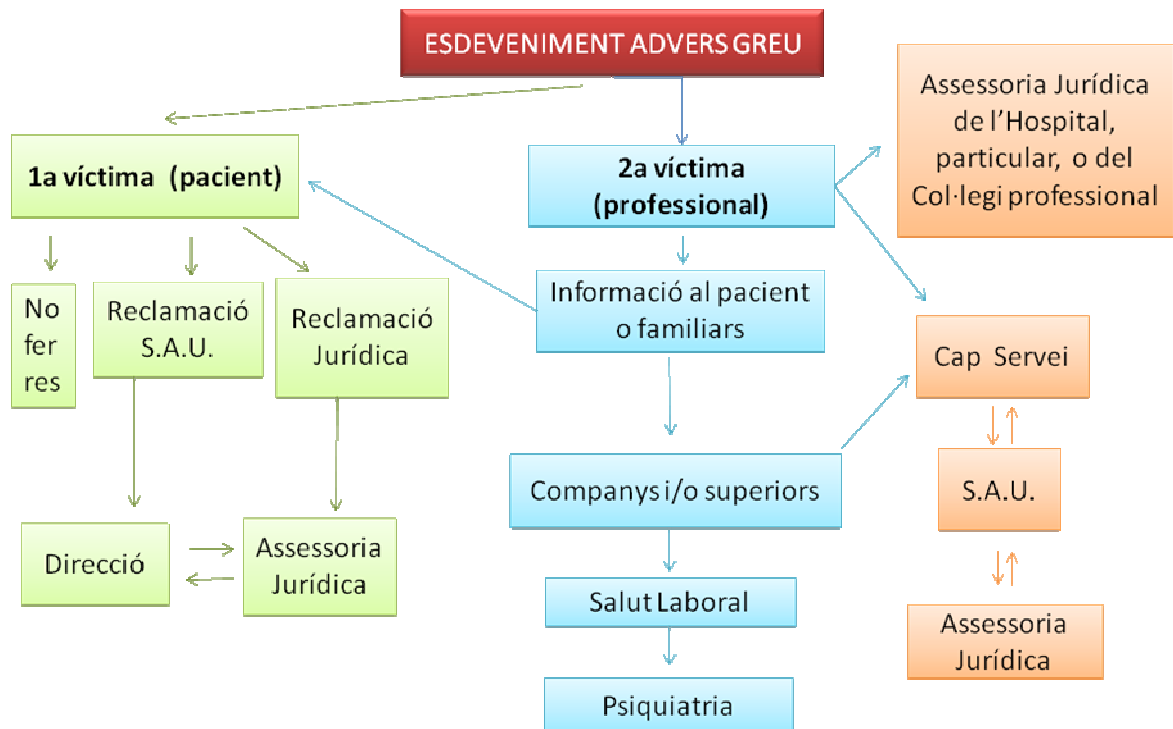 ESDEVENIMENT ADVERS GREU
1a víctima (pacient)
No
fer
res
Reclamació
S.A.U.
Reclamació
Jurídica
Direcció
Assessoria
Jurídica
2a víctima
(professional)
Informació al pacient
o familiars
Companys i/o superiors
Salut Laboral
Psiquiatria
Assessoria Jurídica
de l’Hospital,
particular, o del
Col·legi professional
Cap Servei
S.A.U.
Assessoria
Jurídica